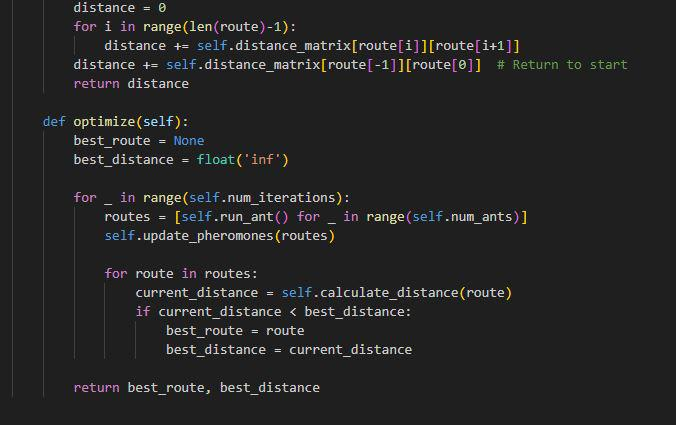 distance = 0
for i in range(len(route)-1):
distance += self.distance_matrix[route[i]][route[i+1]]
distance += self.distance_matrix[route[-1]][route[0]]  # Return to start
return distance
def optimize(self):
best_route = None
best_distance = float('inf')
for _ in range(self.num_iterations):
routes = [self.run_ant() for _ in range(self.num_ants)]
self.update_pheromones(routes)
for route in routes:
current_distance = self.calculate_distance(route)
if current_distance < best_distance:
best_route = route
best_distance = current_distance
return best_route, best_distance